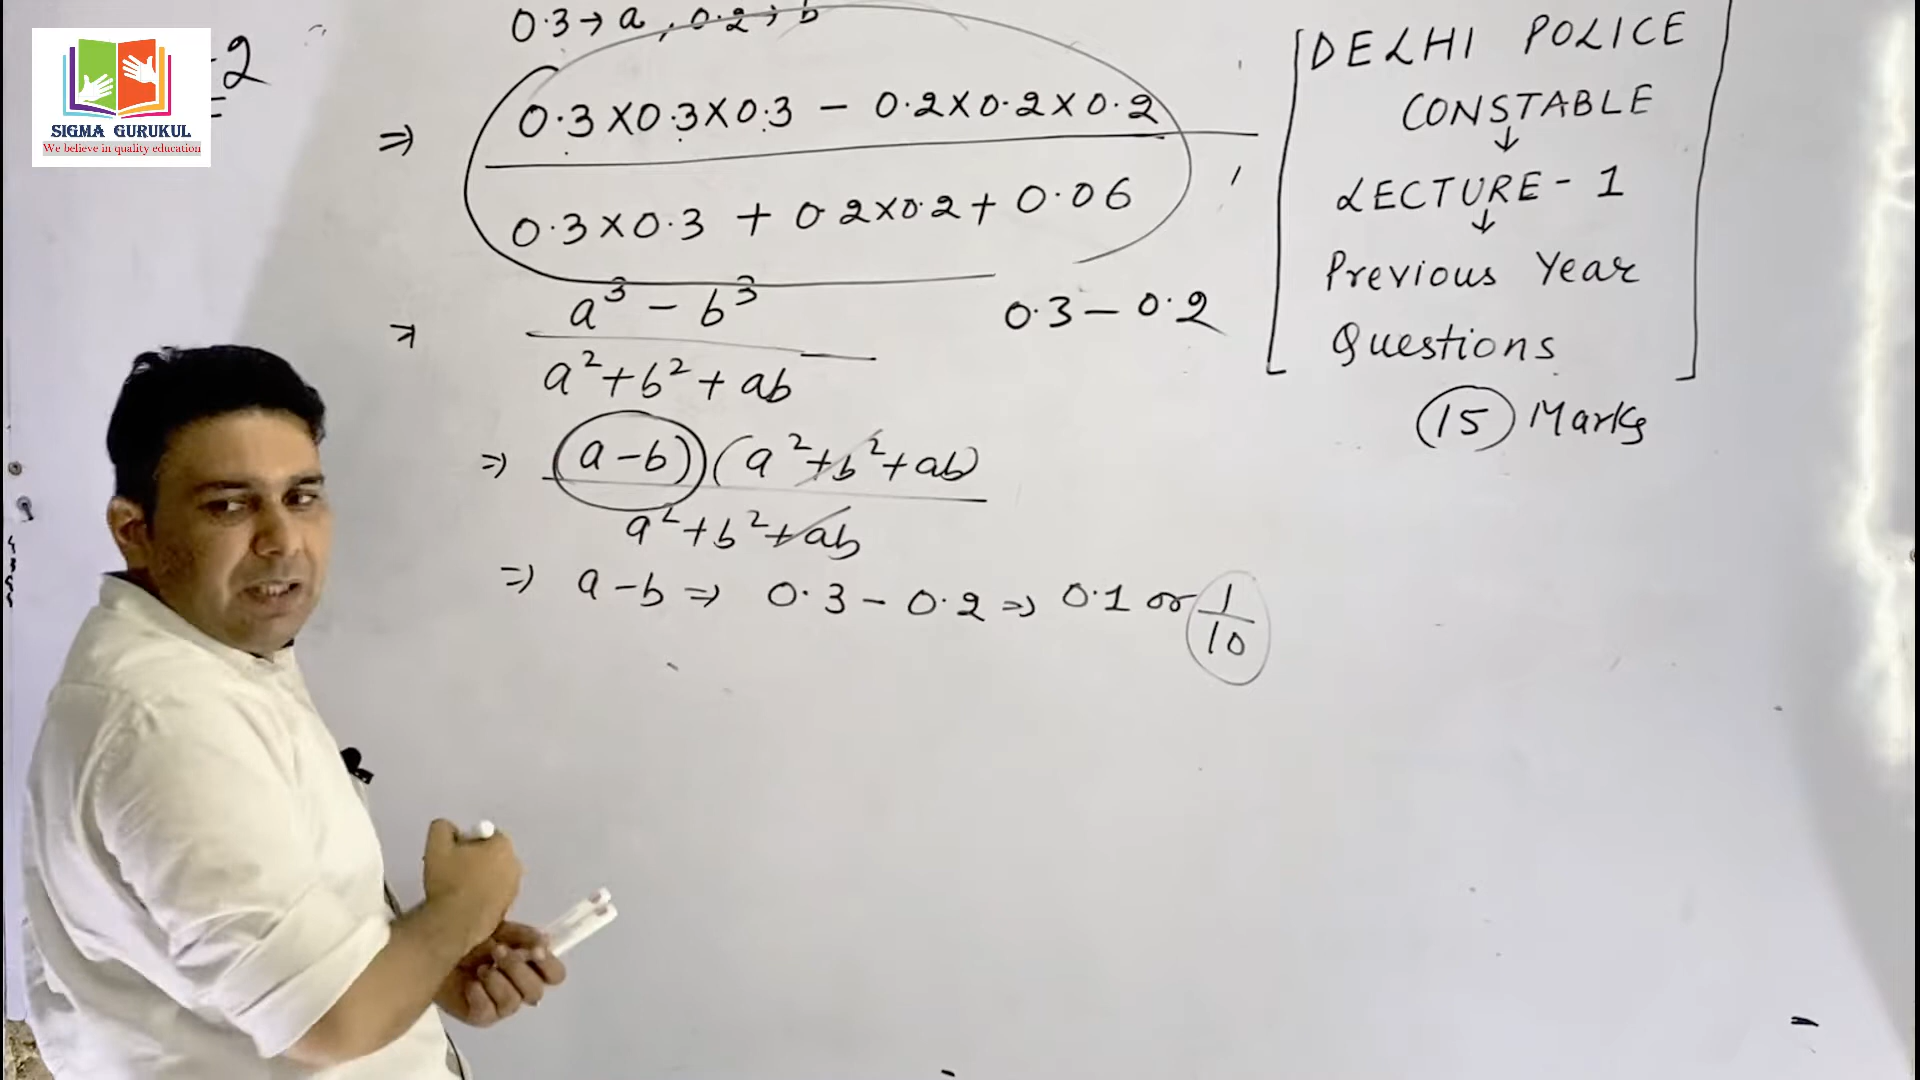 SIGMA GURUKUL
We believe in quality education
-2
0.3→a, 0.2→b
⇒ 0.3×0.3×0.3 − 0.2×0.2×0.2
0.3×0.3 + 0.2×0.2 + 0.06
⇒ a³ − b³
a² + b² + ab
0.3 − 0.2
⇒ (a−b) (a²+b²+ab)
a²+b²+ab
⇒ a−b ⇒ 0.3 − 0.2 ⇒ 0.1 or 1/10
DELHI POLICE
CONSTABLE
↓
LECTURE - 1
↓
Previous Year
Questions
15 Marks